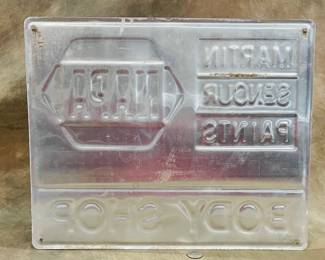 NAPA
MARTIN
SENOUR
PAINTS
BODY SHOP